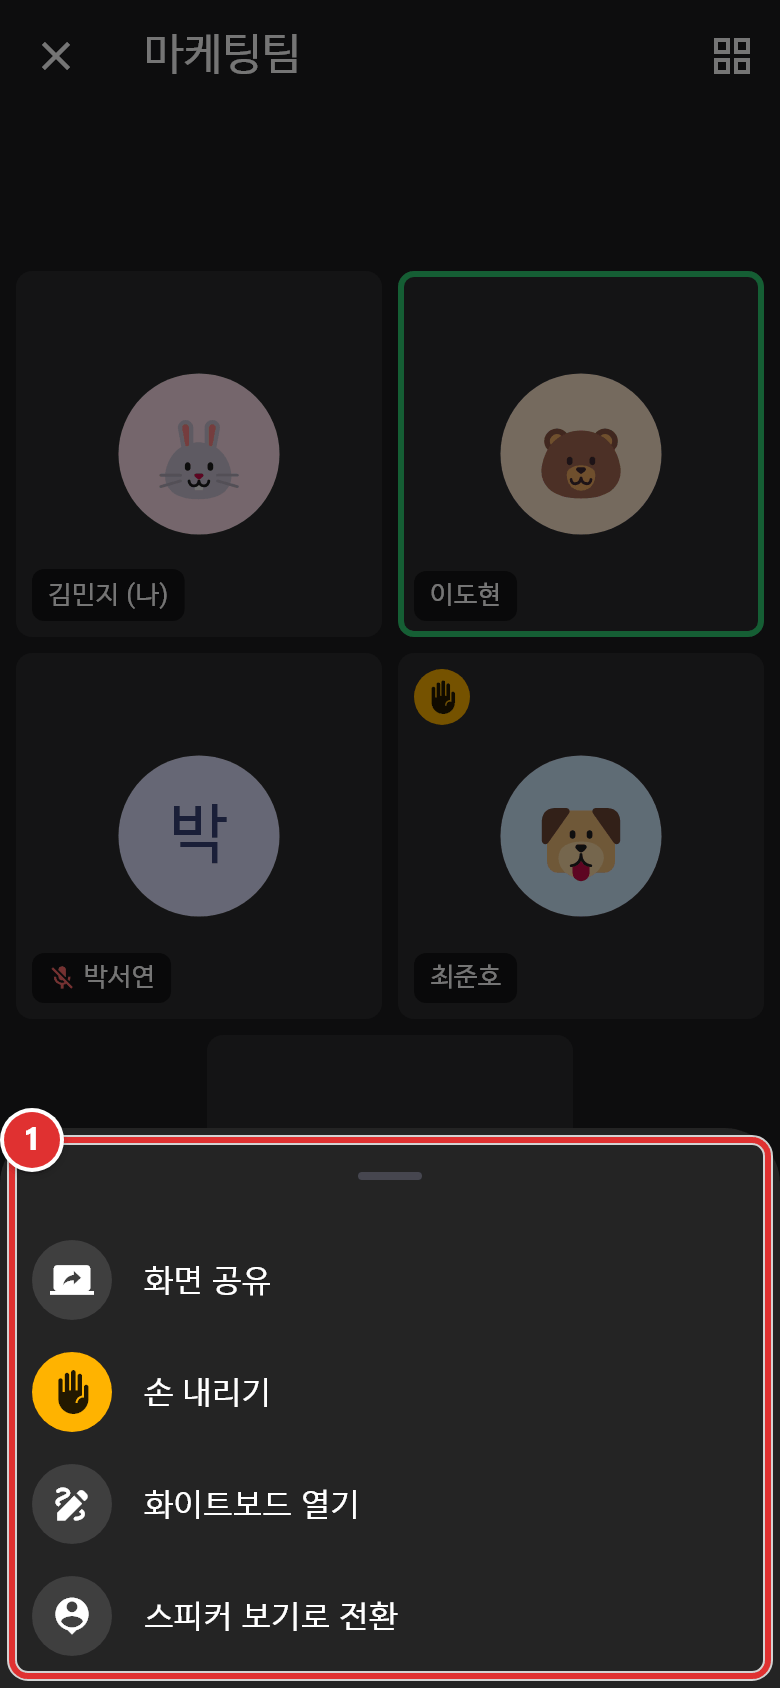 마케팅팀
김민지 (나)
이도현
박
박서연
최준호
1
화면 공유
손 내리기
화이트보드 열기
스피커 보기로 전환